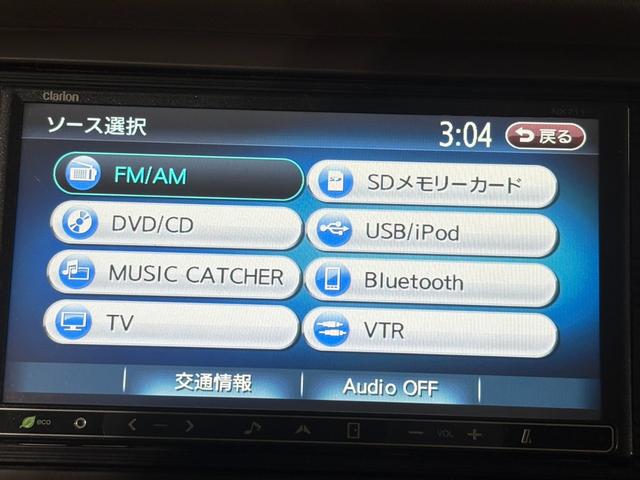 clarion
ソース選択
3:04
戻る
FM/AM
SDメモリーカード
DVD/CD
USB/iPod
MUSIC CATCHER
Bluetooth
TV
VTR
交通情報
Audio OFF
eco
VOL